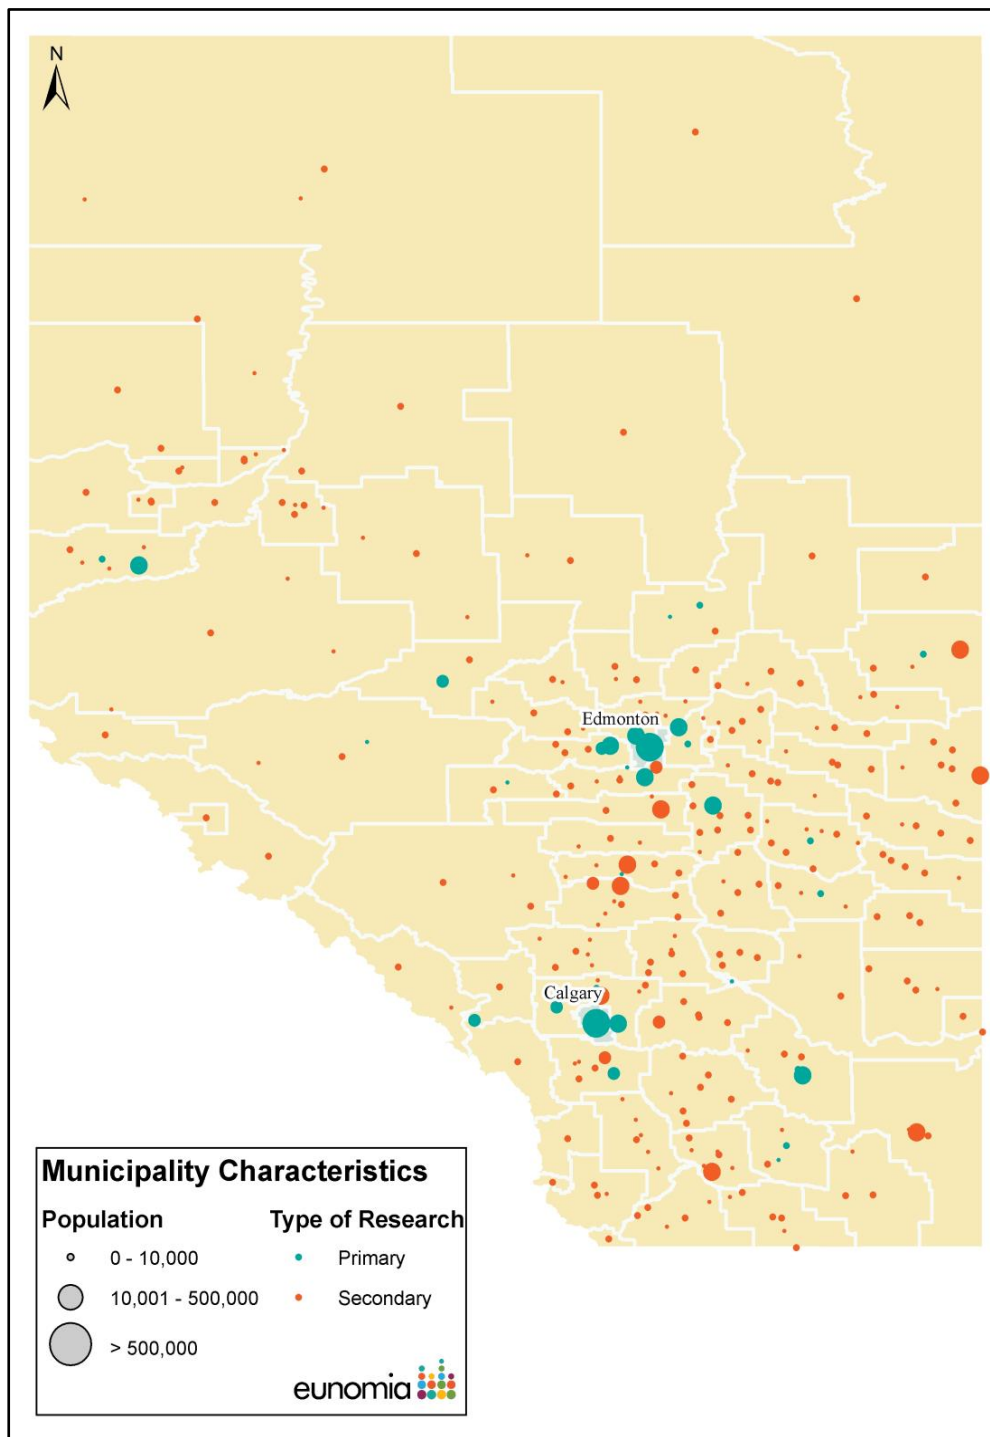 N
Edmonton
Calgary
Municipality Characteristics
Population
Type of Research
0 - 10,000
Primary
10,001 - 500,000
Secondary
> 500,000
eunomia